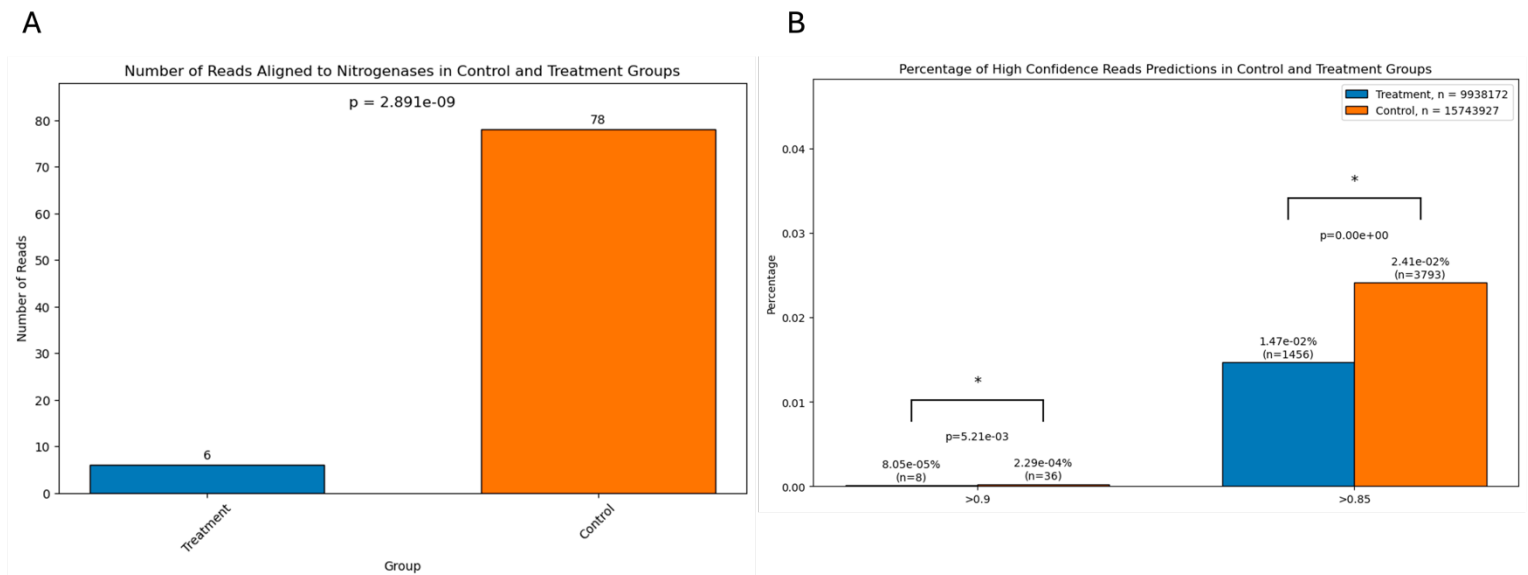 A
Number of Reads Aligned to Nitrogenases in Control and Treatment Groups
p = 2.891e-09
80
70
60
50
40
30
20
10
0
Number of Reads
6
78
Treatment
Control
Group
B
Percentage of High Confidence Reads Predictions in Control and Treatment Groups
Treatment, n = 9938172
Control, n = 15743927
0.04
0.03
0.02
0.01
0.00
Percentage
*
p=5.21e-03
8.05e-05%
(n=8)
2.29e-04%
(n=36)
*
p=0.00e+00
1.47e-02%
(n=1456)
2.41e-02%
(n=3793)
>0.9
>0.85